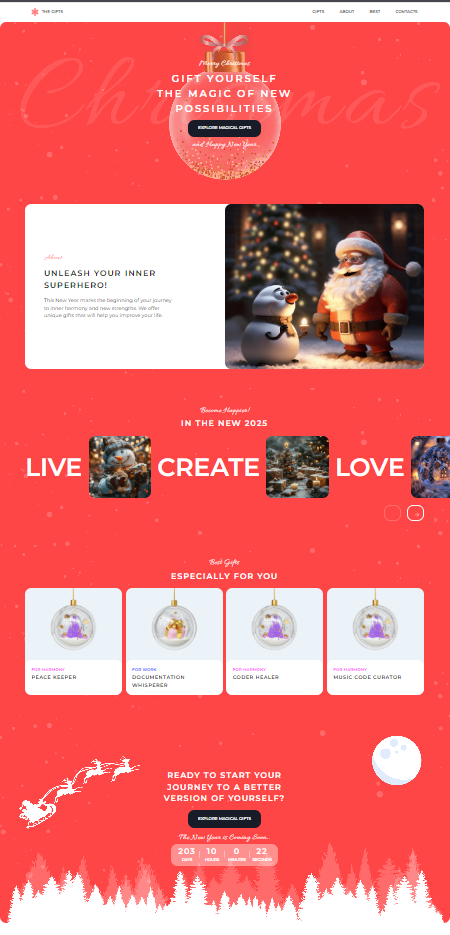 THE GIFTS
GIFTS ABOUT BEST CONTACTS
Christmas
Merry Christmas
GIFT YOURSELF
THE MAGIC OF NEW
POSSIBILITIES
EXPLORE MAGICAL GIFTS
and Happy New Year...
About
UNLEASH YOUR INNER
SUPERHERO!
This New Year marks the beginning of your journey
to inner harmony and new strengths. We offer
unique gifts that will help you improve your life.
Become Happier!
IN THE NEW 2025
LIVE CREATE LOVE
Best Gifts
ESPECIALLY FOR YOU
FOR HARMONY
PEACE KEEPER
FOR WORK
DOCUMENTATION
WHISPERER
FOR HARMONY
CODER HEALER
FOR HARMONY
MUSIC CODE CURATOR
READY TO START YOUR
JOURNEY TO A BETTER
VERSION OF YOURSELF?
EXPLORE MAGICAL GIFTS
The New Year is Coming Soon...
203 10 0 22
DAYS HOURS MINUTES SECONDS